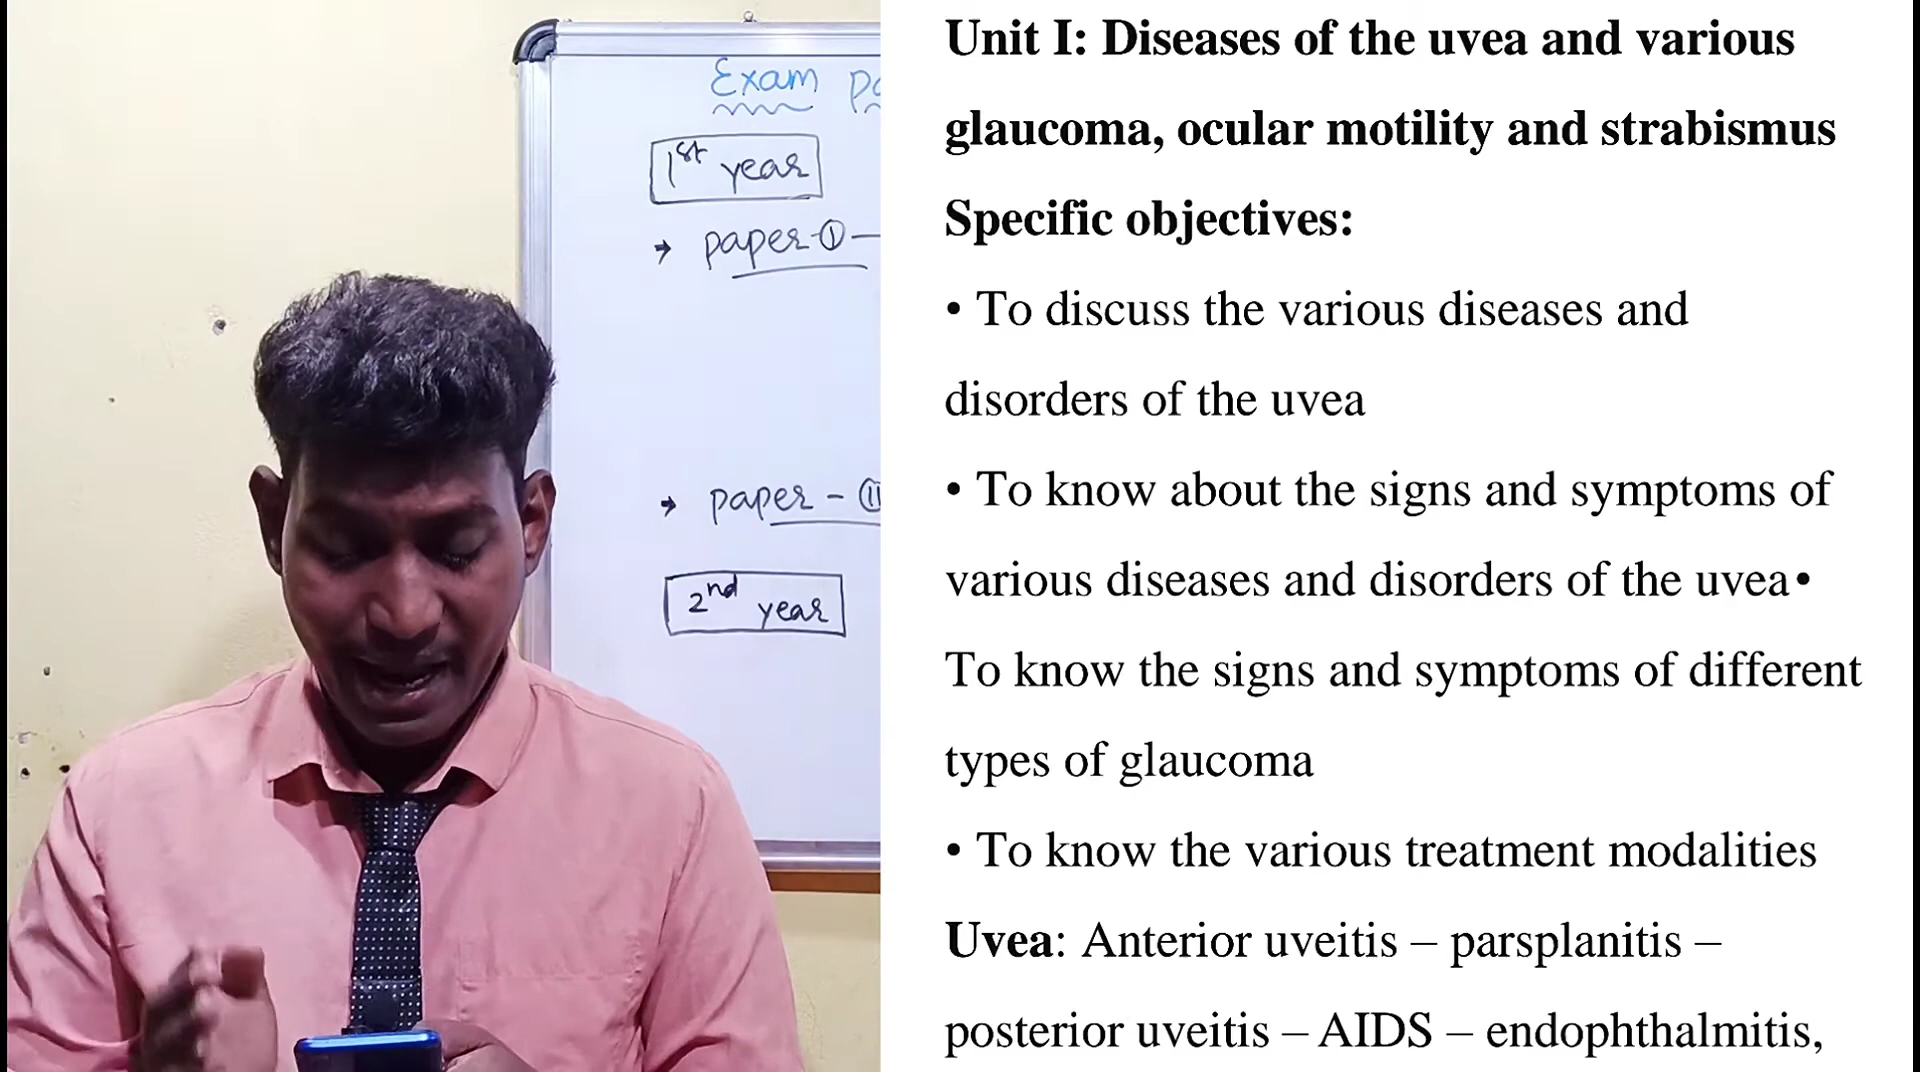 Exam
1st year
→ paper-①—
→ paper - ②
2nd year
Unit I: Diseases of the uvea and various
glaucoma, ocular motility and strabismus
Specific objectives:
• To discuss the various diseases and
disorders of the uvea
• To know about the signs and symptoms of
various diseases and disorders of the uvea•
To know the signs and symptoms of different
types of glaucoma
• To know the various treatment modalities
Uvea: Anterior uveitis – parsplanitis –
posterior uveitis – AIDS – endophthalmitis,